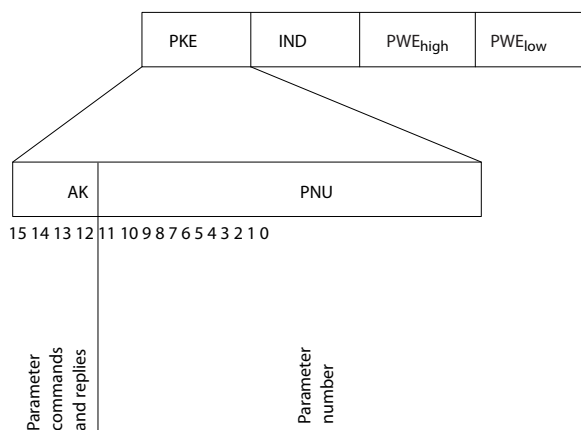 PKE IND PWEhigh PWElow
AK PNU
15 14 13 12 11 10 9 8 7 6 5 4 3 2 1 0
Parameter
commands
and replies
Parameter
number